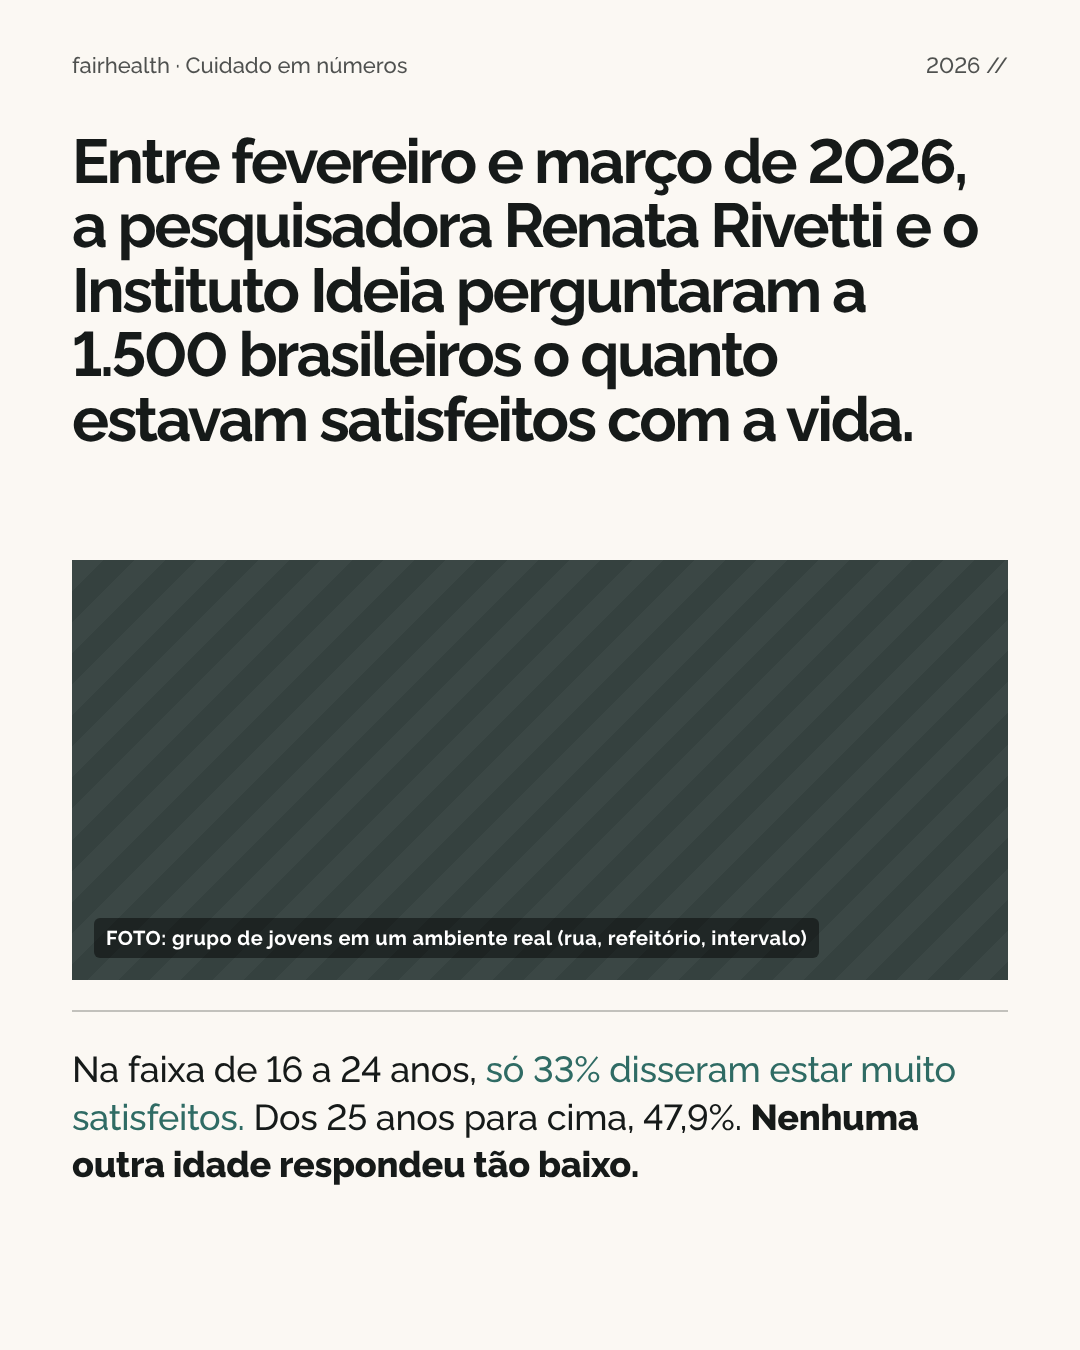 fairhealth · Cuidado em números
2026 //
Entre fevereiro e março de 2026,
a pesquisadora Renata Rivetti e o
Instituto Ideia perguntaram a
1.500 brasileiros o quanto
estavam satisfeitos com a vida.
FOTO: grupo de jovens em um ambiente real (rua, refeitório, intervalo)
Na faixa de 16 a 24 anos, só 33% disseram estar muito
satisfeitos. Dos 25 anos para cima, 47,9%. Nenhuma
outra idade respondeu tão baixo.